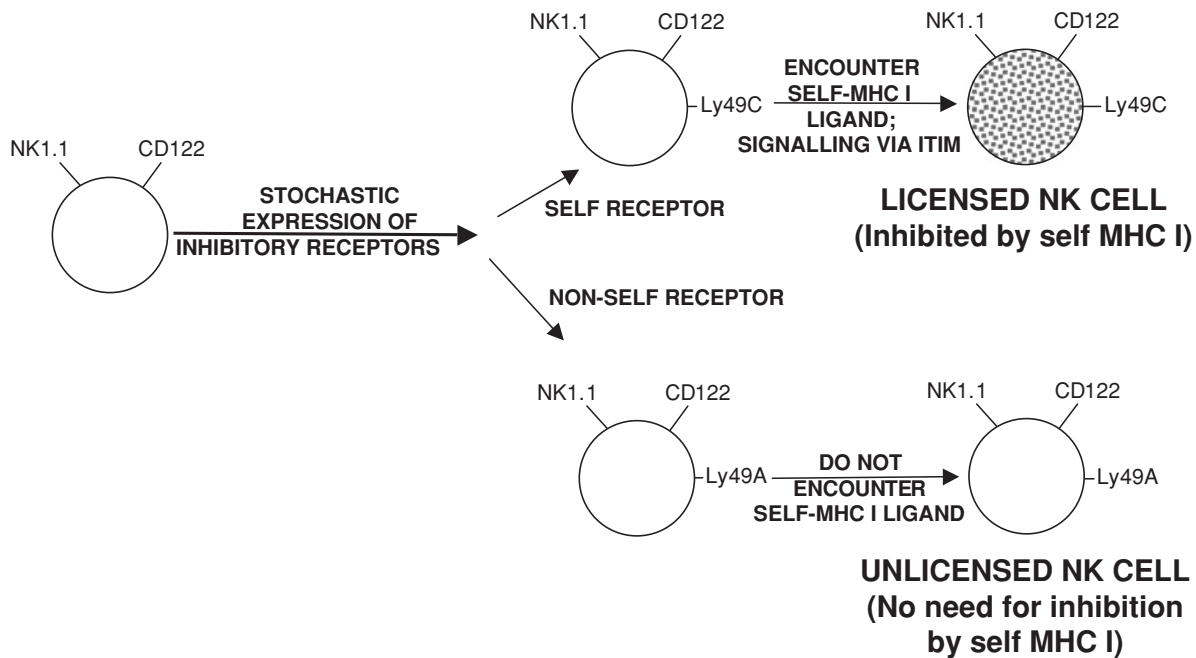 NK1.1
CD122
Ly49C
ENCOUNTER
SELF-MHC I
LIGAND;
SIGNALLING VIA ITIM
NK1.1
CD122
Ly49C
LICENSED NK CELL
(Inhibited by self MHC I)
NK1.1
CD122
STOCHASTIC
EXPRESSION OF
INHIBITORY RECEPTORS
SELF RECEPTOR
NON-SELF RECEPTOR
NK1.1
CD122
Ly49A
DO NOT
ENCOUNTER
SELF-MHC I LIGAND
NK1.1
CD122
Ly49A
UNLICENSED NK CELL
(No need for inhibition
by self MHC I)